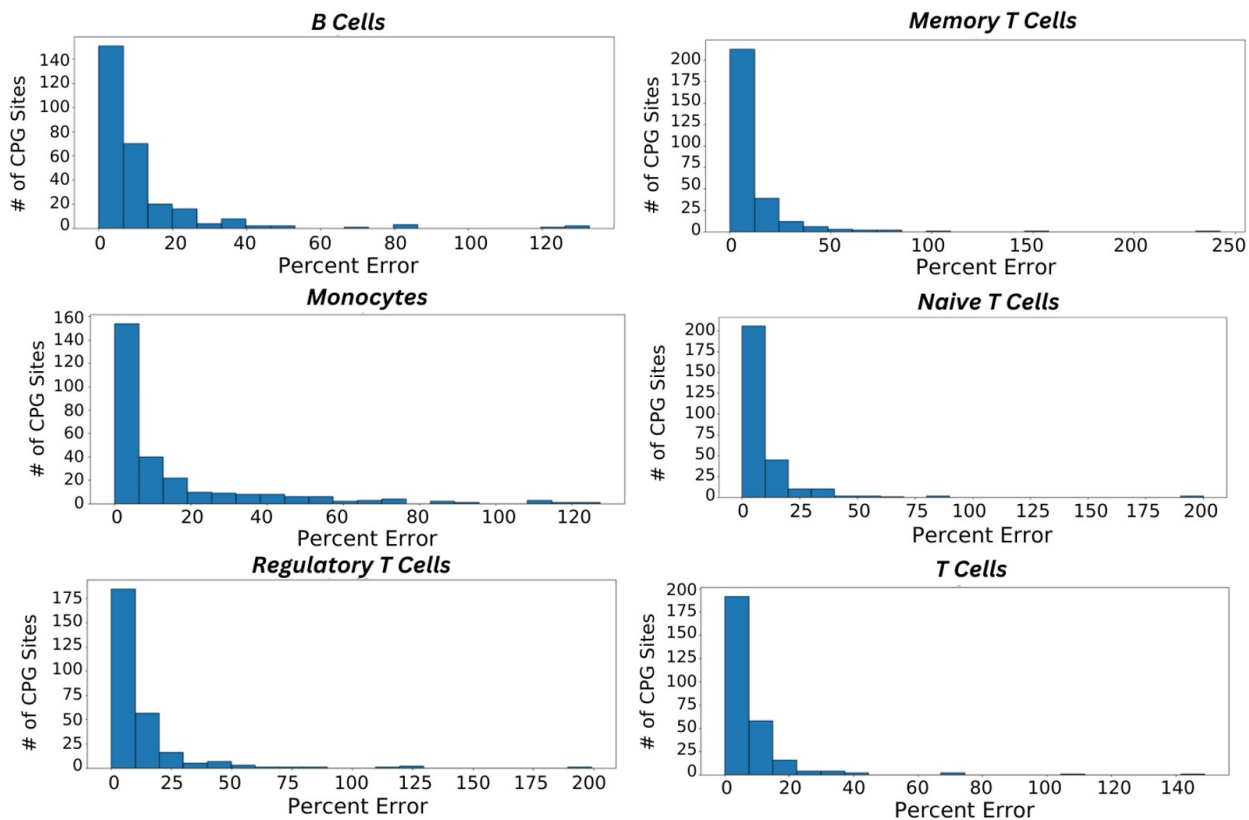 B Cells
# of CPG Sites
140
120
100
80
60
40
20
0
0 20 40 60 80 100 120
Percent Error
Memory T Cells
# of CPG Sites
200
175
150
125
100
75
50
25
0
0 50 100 150 200 250
Percent Error
Monocytes
# of CPG Sites
160
140
120
100
80
60
40
20
0
0 20 40 60 80 100 120
Percent Error
Naive T Cells
# of CPG Sites
200
175
150
125
100
75
50
25
0
0 25 50 75 100 125 150 175 200
Percent Error
Regulatory T Cells
# of CPG Sites
175
150
125
100
75
50
25
0
0 25 50 75 100 125 150 175 200
Percent Error
T Cells
# of CPG Sites
200
175
150
125
100
75
50
25
0
0 20 40 60 80 100 120 140
Percent Error